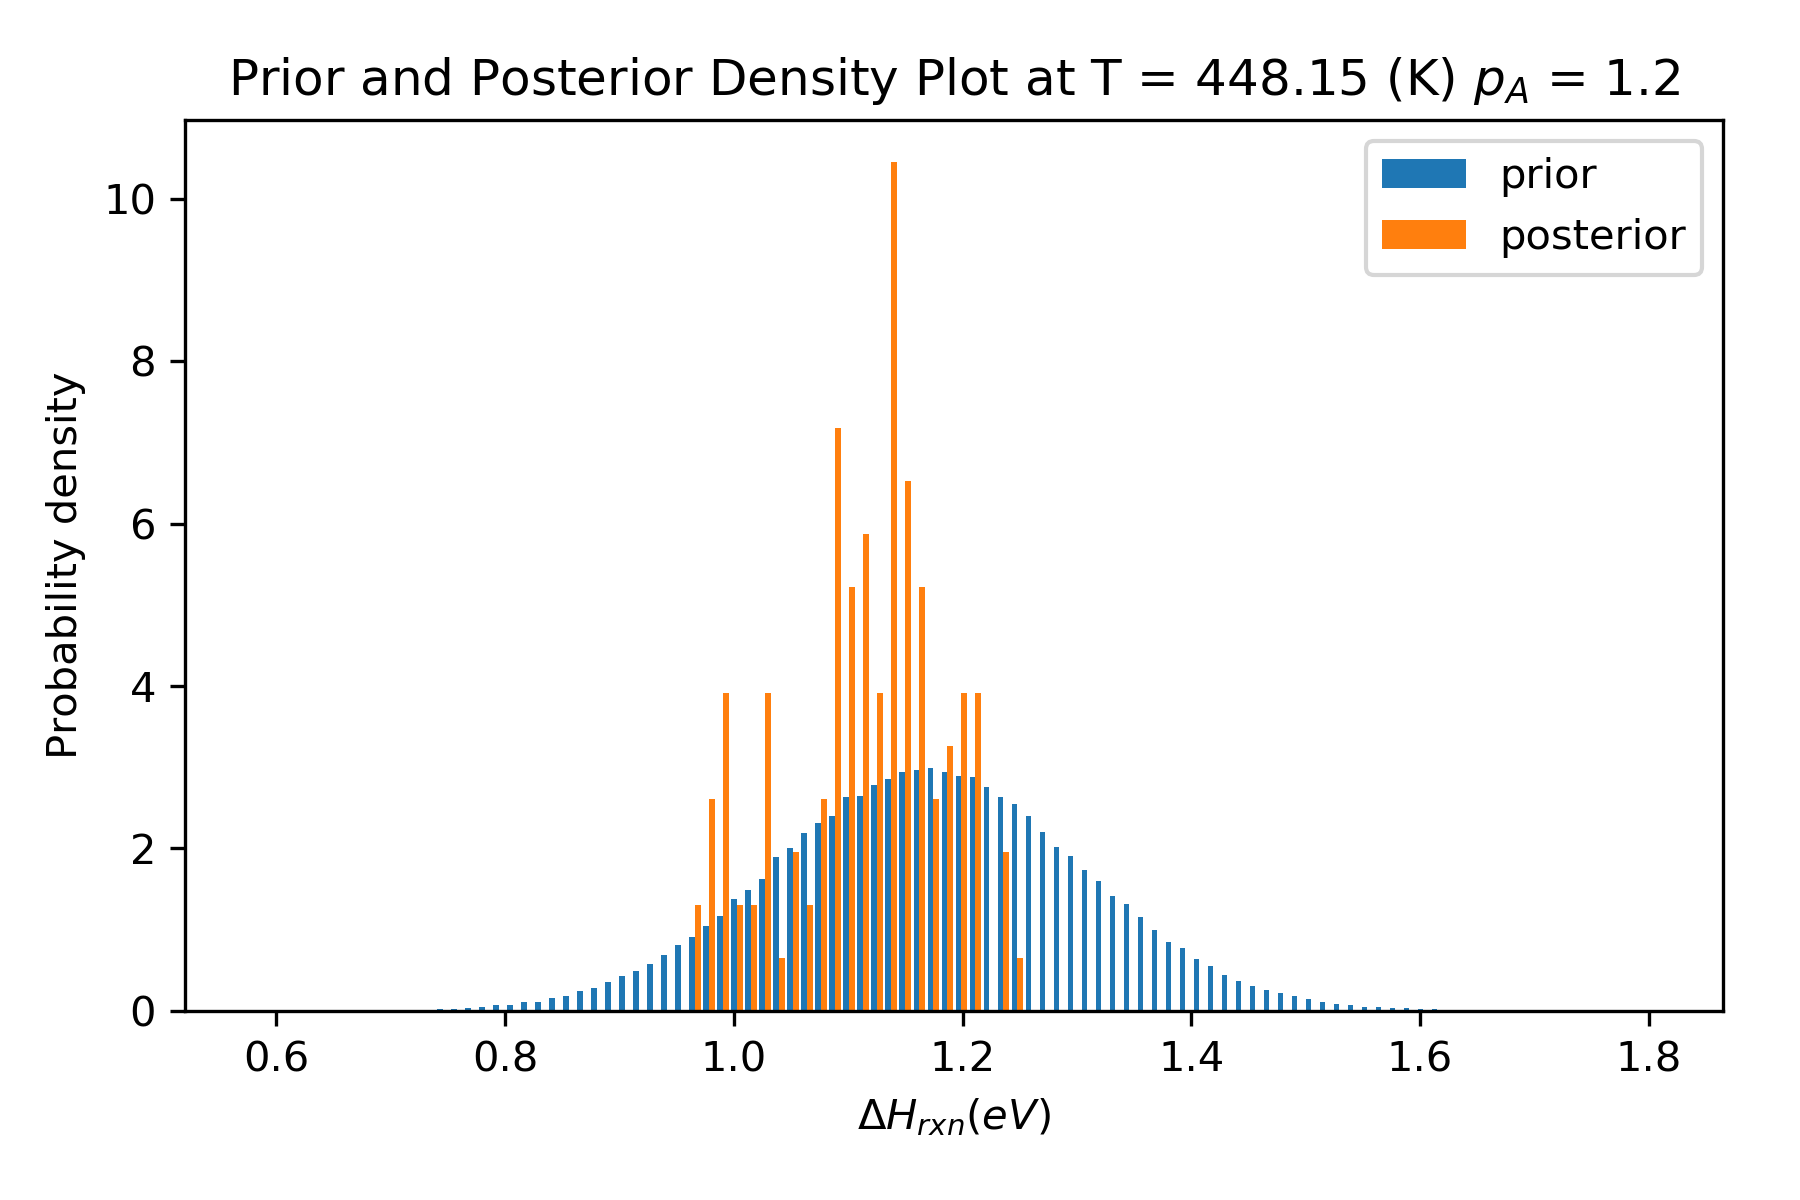 Prior and Posterior Density Plot at T = 448.15 (K) p_A = 1.2
prior
posterior
Probability density
10
8
6
4
2
0
0.6 0.8 1.0 1.2 1.4 1.6 1.8
ΔH_rxn(eV)